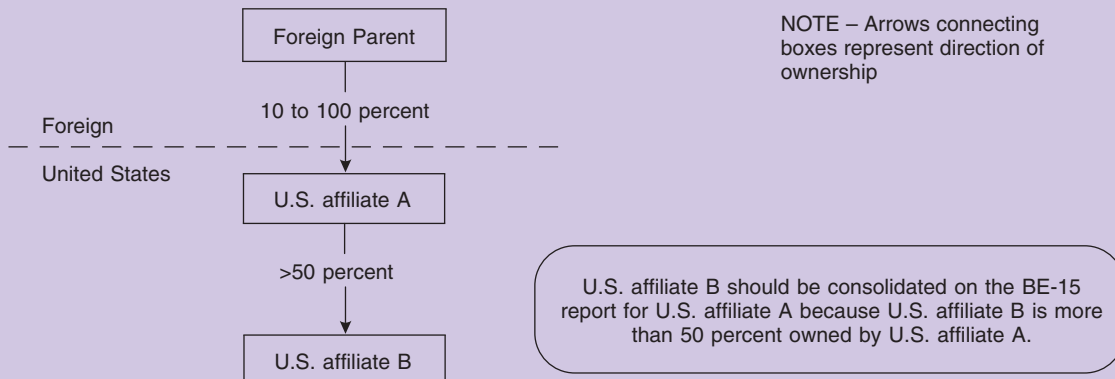 Foreign Parent
NOTE – Arrows connecting
boxes represent direction of
ownership
10 to 100 percent
Foreign
United States
U.S. affiliate A
>50 percent
U.S. affiliate B should be consolidated on the BE-15
report for U.S. affiliate A because U.S. affiliate B is more
than 50 percent owned by U.S. affiliate A.
U.S. affiliate B